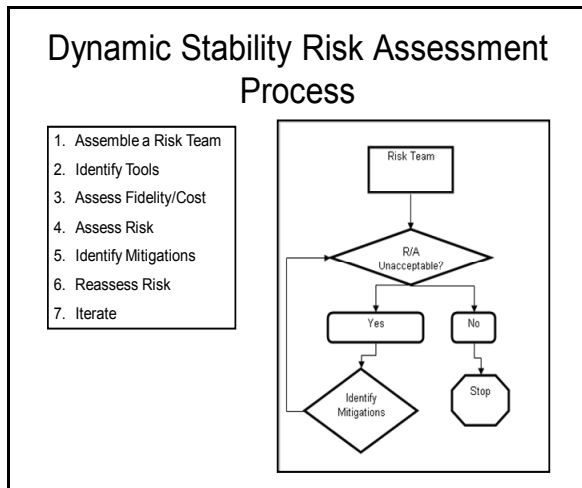 Dynamic Stability Risk Assessment
Process
1. Assemble a Risk Team
2. Identify Tools
3. Assess Fidelity/Cost
4. Assess Risk
5. Identify Mitigations
6. Reassess Risk
7. Iterate
Risk Team
R/A
Unacceptable?
Yes
No
Identify
Mitigations
Stop